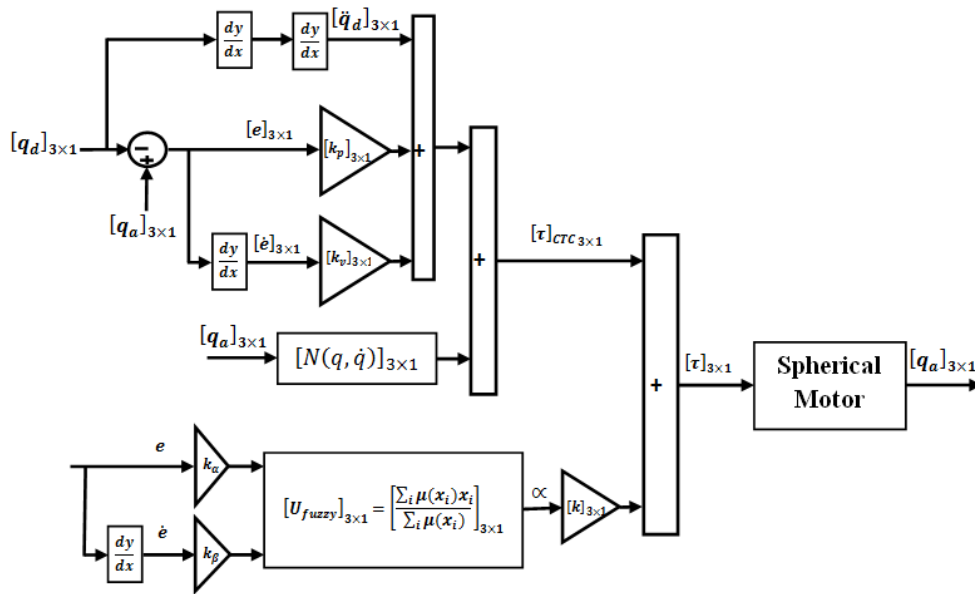 dy/dx
dy/dx
[q̈_d]_{3×1}
[q_d]_{3×1}
−
+
[q_a]_{3×1}
[e]_{3×1}
[k_p]_{3×1}
+
dy/dx
[ė]_{3×1}
[k_v]_{3×1}
[q_a]_{3×1}
[N(q, q̇)]_{3×1}
+
[τ]_{CTC 3×1}
+
[τ]_{3×1}
Spherical
Motor
[q_a]_{3×1}
e
k_α
dy/dx
ė
k_β
[U_{fuzzy}]_{3×1} = [∑_i μ(x_i)x_i / ∑_i μ(x_i)]_{3×1}
∝
[k]_{3×1}